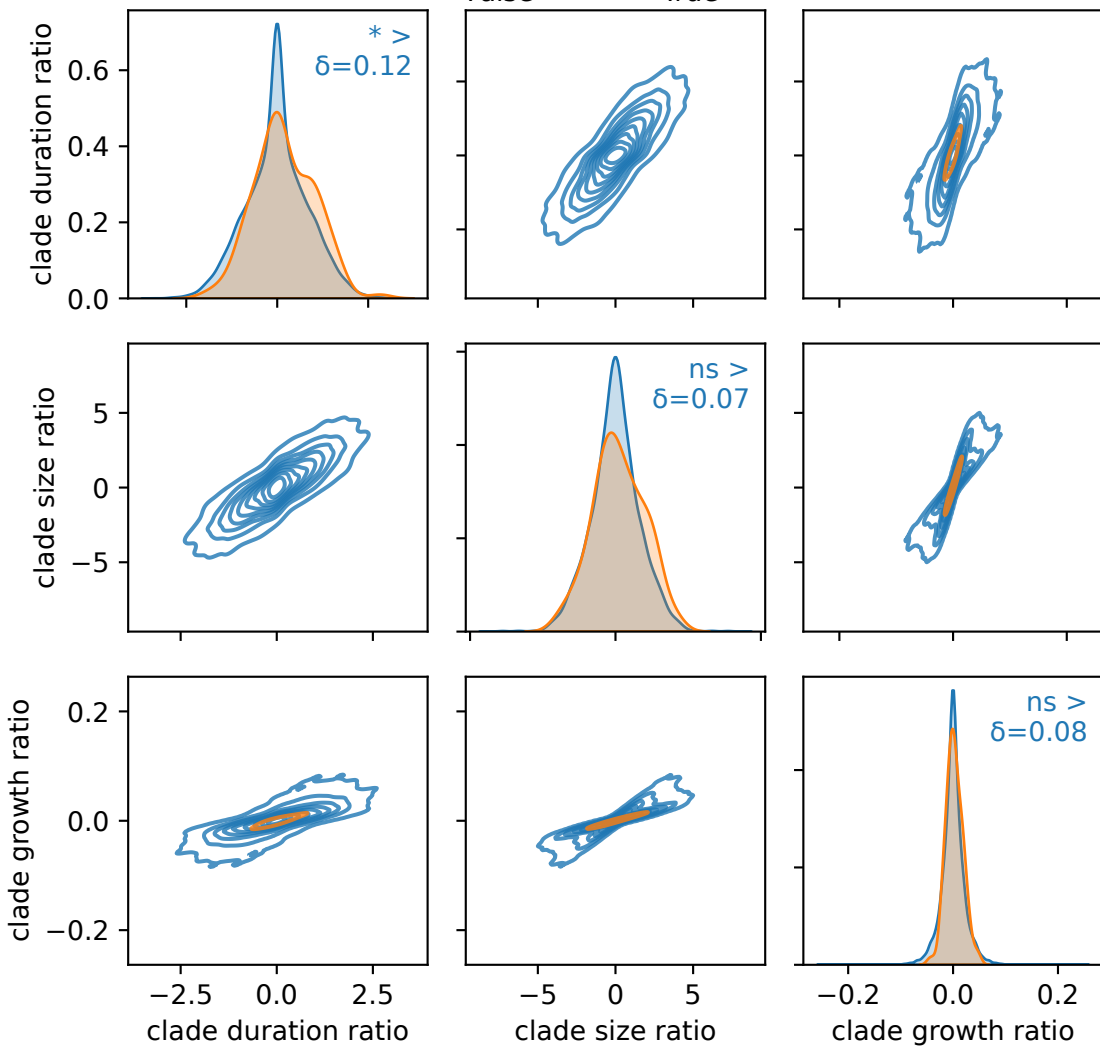 * >
δ=0.12
clade duration ratio
0.6
0.4
0.2
0.0
ns >
δ=0.07
clade size ratio
5
0
−5
ns >
δ=0.08
clade growth ratio
0.2
0.0
−0.2
−2.5 0.0 2.5
−5 0 5
−0.2 0.0 0.2
clade duration ratio
clade size ratio
clade growth ratio